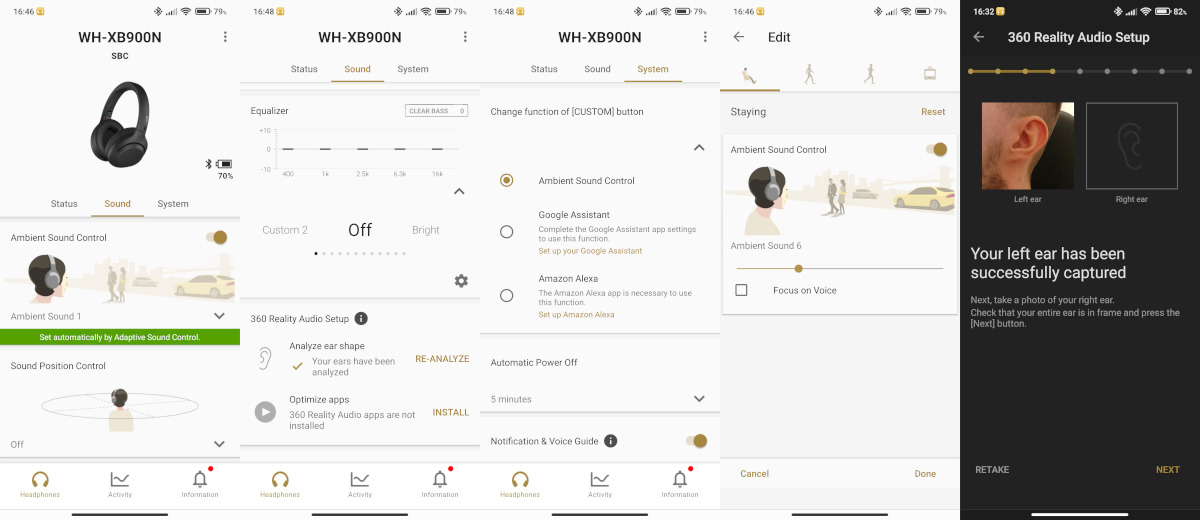 16:46
79%
WH-XB900N
SBC
70%
Status Sound System
Ambient Sound Control
Ambient Sound 1
Set automatically by Adaptive Sound Control.
Sound Position Control
Off
Headphones Activity Information
16:48
79%
WH-XB900N
Status Sound System
Equalizer
CLEAR BASS 0
+10
0
-10
400 1k 2.5k 6.3k 16k
Custom 2 Off Bright
360 Reality Audio Setup
Analyze ear shape
Your ears have been
analyzed
RE-ANALYZE
Optimize apps
360 Reality Audio apps are not
installed
INSTALL
Headphones Activity Information
16:48
79%
WH-XB900N
Status Sound System
Change function of [CUSTOM] button
Ambient Sound Control
Google Assistant
Complete the Google Assistant app settings
to use this function.
Set up your Google Assistant
Amazon Alexa
The Amazon Alexa app is necessary to use
this function.
Set up Amazon Alexa
Automatic Power Off
5 minutes
Notification & Voice Guide
Headphones Activity Information
16:46
79%
Edit
Staying
Reset
Ambient Sound Control
Ambient Sound 6
Focus on Voice
Cancel Done
16:32
82%
360 Reality Audio Setup
Left ear Right ear
Your left ear has been
successfully captured
Next, take a photo of your right ear.
Check that your entire ear is in frame and press the
[Next] button.
RETAKE NEXT